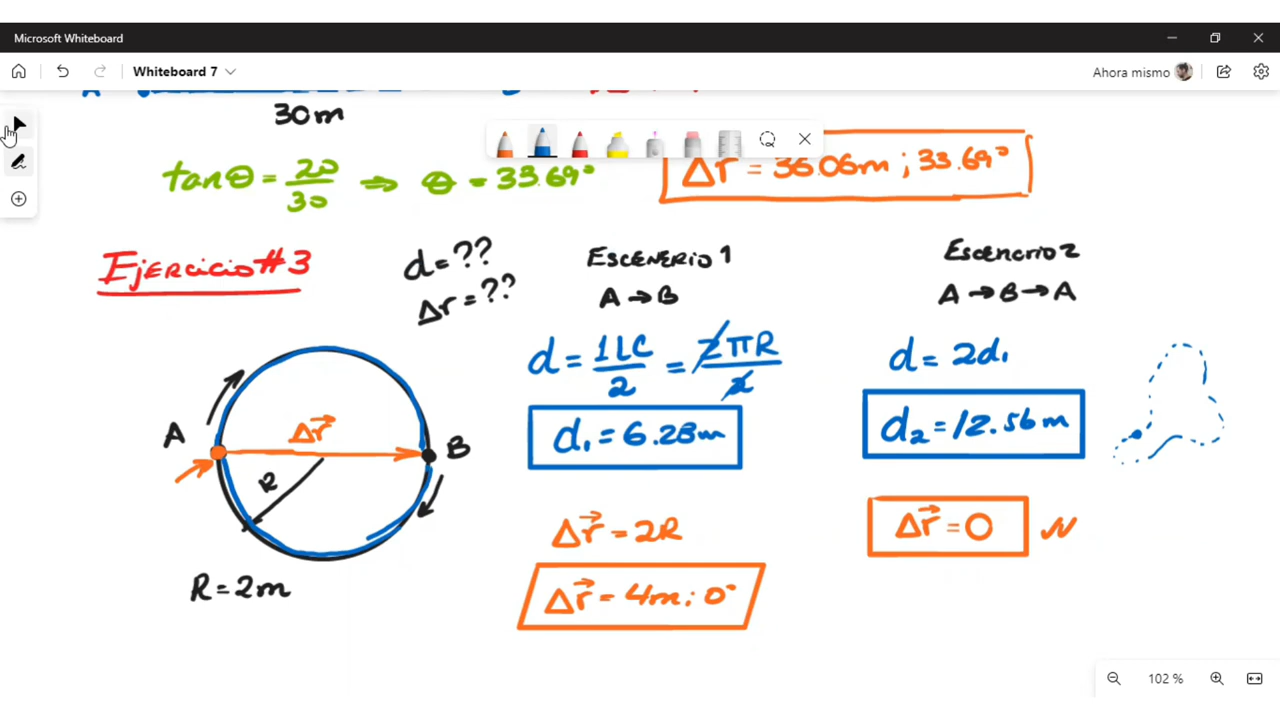 Microsoft Whiteboard
Whiteboard 7
Ahora mismo
30m
tanθ = 20/30 ⇒ θ = 33.69°
Δr = 36.06m ; 33.69°
Ejercicio #3
d = ??
Δr = ??
ESCENERIO 1
A → B
Escenario 2
A → B → A
d = 1LC/2 = 2πR/2
d₁ = 6.28m
d = 2d₁
d₂ = 12.56m
A
Δr⃗
B
R
R = 2m
Δr⃗ = 2R
Δr⃗ = 4m; 0°
Δr⃗ = 0
102 %